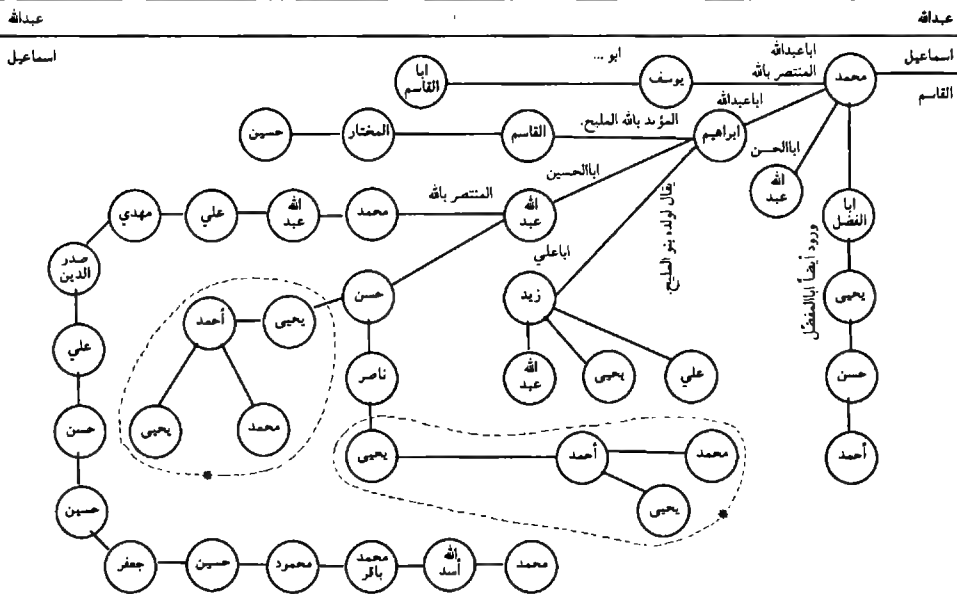 عبدالله
عبدالله
اسماعيل
اسماعيل
القاسم
اباعبدالله
محمد
المنتصر بالله
ابو ...
يوسف
ابا القاسم
اباعبدالله
ابراهيم
المؤيد بالله المليح.
القاسم
المختار
حسين
اباالحسن
عبد الله
اباالحسين
يقال لولده بنو المليح.
عبد الله
المنتصر بالله
محمد
عبد الله
علي
مهدي
صدر الدين
علي
حسن
حسين
جعفر
حسين
محمود
محمد باقر
أسد الله
محمد
ابا الفضل
ورود أيضاً اباالمفضّل
يحيى
حسن
أحمد
اباعلي
زيد
علي
يحيى
عبد الله
حسن
يحيى
أحمد
محمد
يحيى
*
ناصر
يحيى
أحمد
محمد
يحيى
*